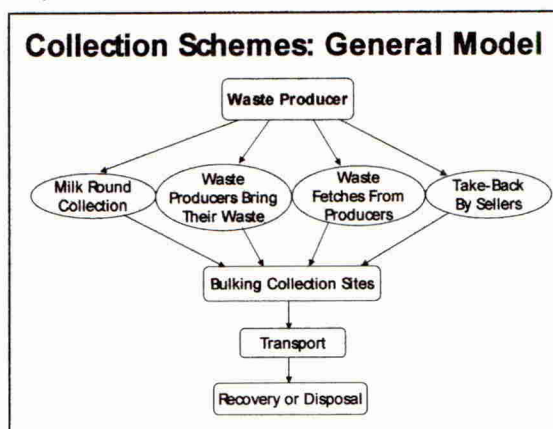 Collection Schemes: General Model
Waste Producer
Milk Round
Collection
Waste
Producers Bring
Their Waste
Waste
Fetches From
Producers
Take-Back
By Sellers
Bulking Collection Sites
Transport
Recovery or Disposal